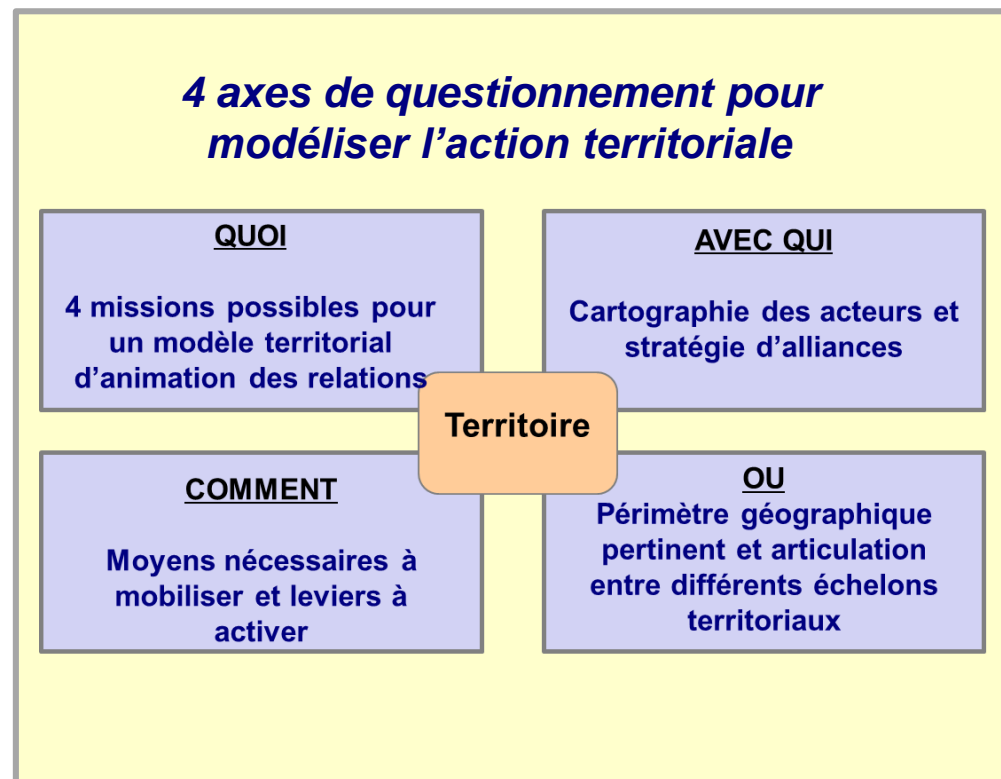 4 axes de questionnement pour
modéliser l’action territoriale
QUOI
4 missions possibles pour
un modèle territorial
d’animation des relations
AVEC QUI
Cartographie des acteurs et
stratégie d’alliances
Territoire
COMMENT
Moyens nécessaires à
mobiliser et leviers à
activer
OU
Périmètre géographique
pertinent et articulation
entre différents échelons
territoriaux